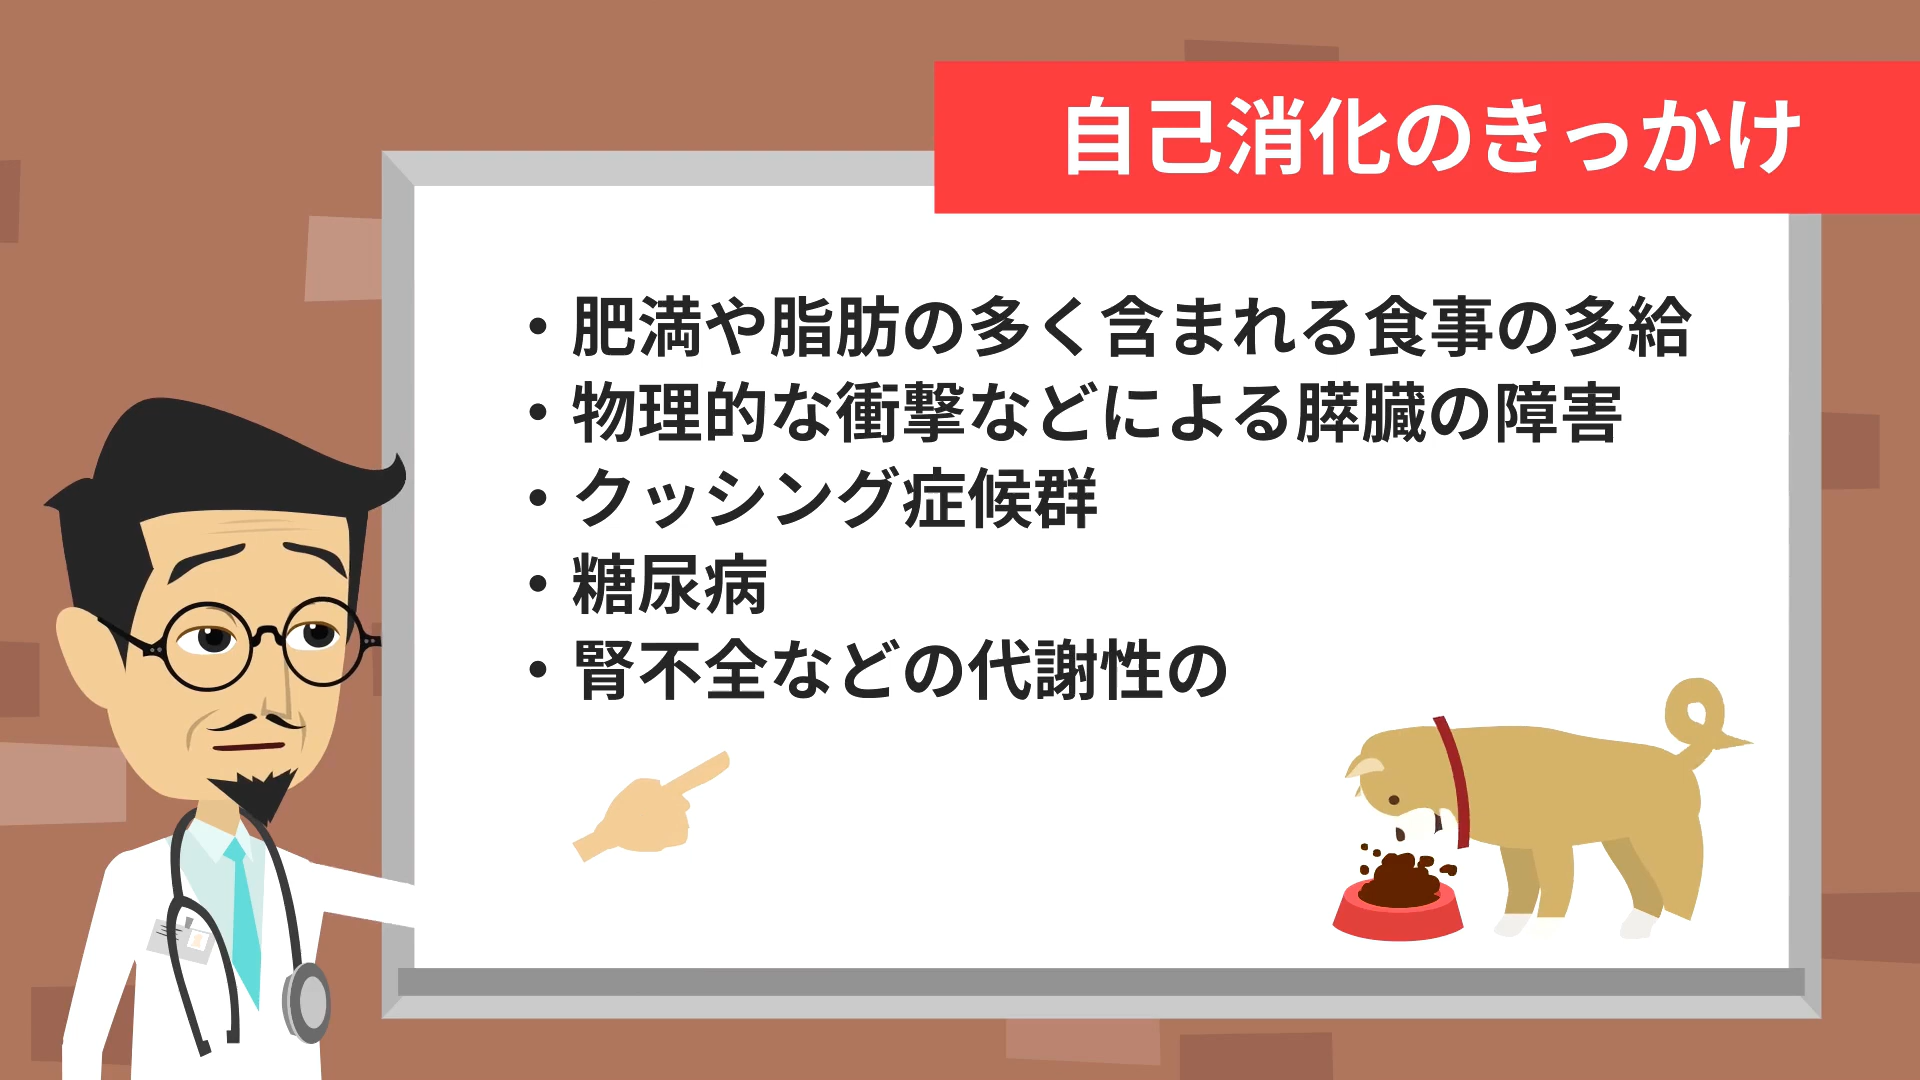 自己消化のきっかけ
・肥満や脂肪の多く含まれる食事の多給
・物理的な衝撃などによる膵臓の障害
・クッシング症候群
・糖尿病
・腎不全などの代謝性の